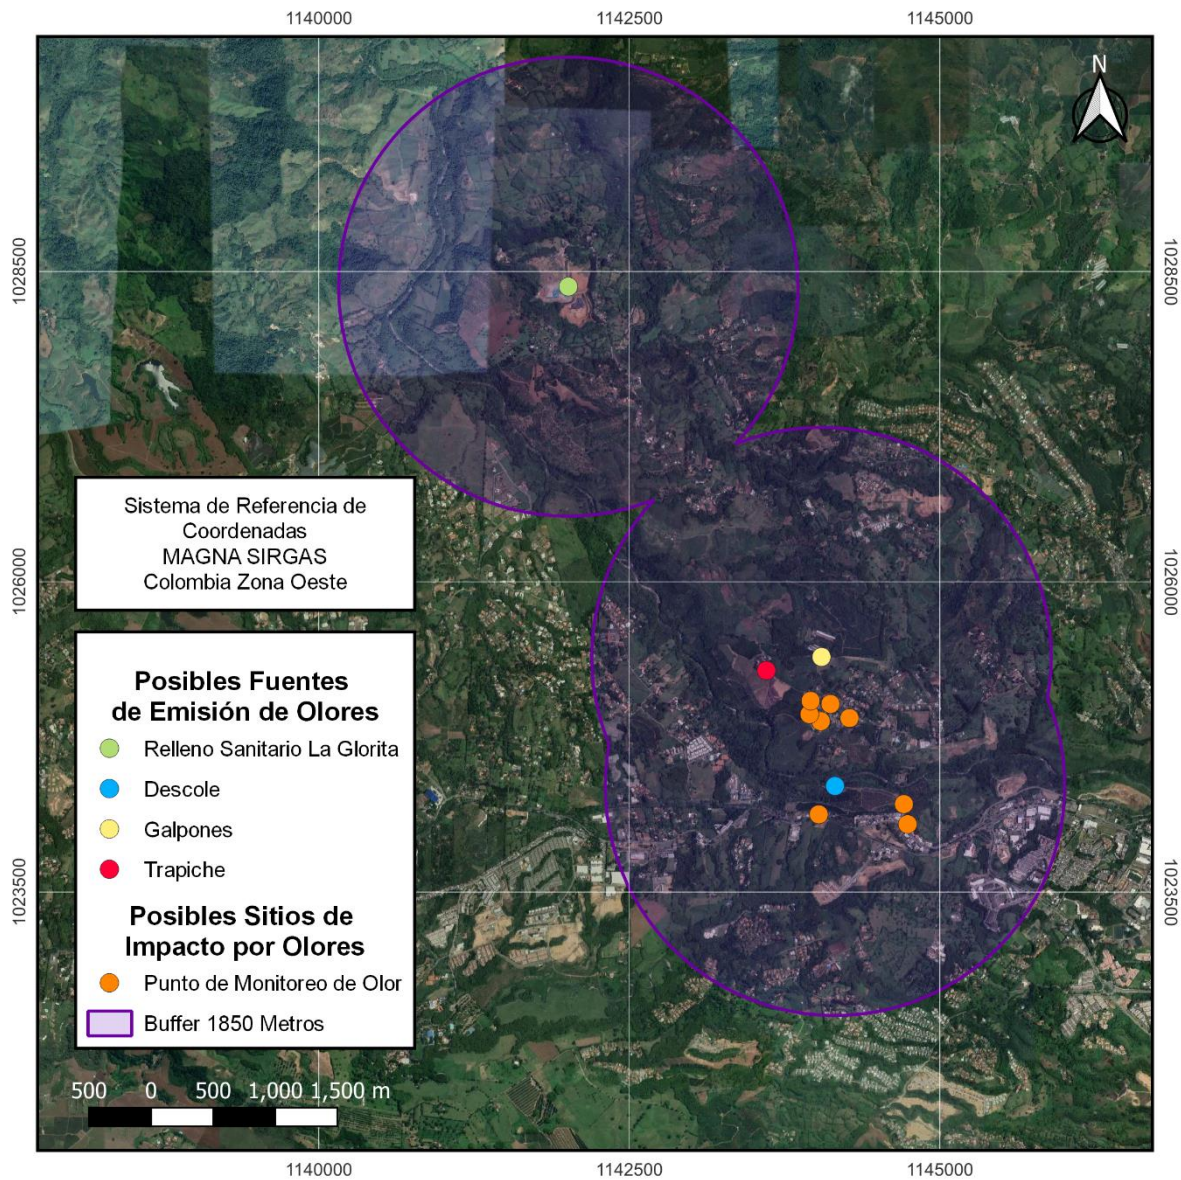 1140000
1142500
1145000
N
1028500
1028500
Sistema de Referencia de
Coordenadas
MAGNA SIRGAS
Colombia Zona Oeste
1026000
1026000
Posibles Fuentes
de Emisión de Olores
Relleno Sanitario La Glorita
Descole
Galpones
Trapiche
Posibles Sitios de
Impacto por Olores
Punto de Monitoreo de Olor
Buffer 1850 Metros
1023500
1023500
500 0 500 1,000 1,500 m
1140000
1142500
1145000